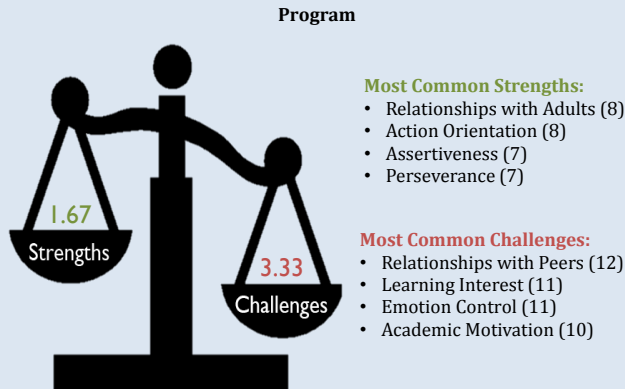 Program
1.67
Strengths
3.33
Challenges
Most Common Strengths:
• Relationships with Adults (8)
• Action Orientation (8)
• Assertiveness (7)
• Perseverance (7)
Most Common Challenges:
• Relationships with Peers (12)
• Learning Interest (11)
• Emotion Control (11)
• Academic Motivation (10)